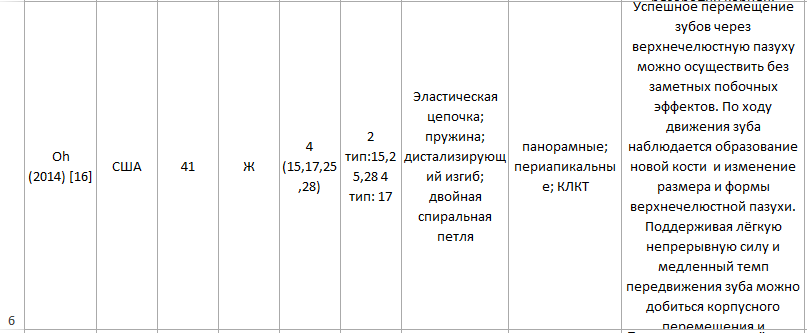 Успешное перемещение
зубов через
верхнечелюстную пазуху
можно осуществить без
заметных побочных
эффектов. По ходу
движения зуба
наблюдается образование
новой кости и изменение
размера и формы
верхнечелюстной пазухи.
Поддерживая лёгкую
непрерывную силу и
медленный темп
передвижения зуба можно
добиться корпусного
перемещения и
Oh
(2014) [16]
США
41
Ж
4
(15,17,25
,28)
2
тип:15,2
5,28 4
тип: 17
Эластическая
цепочка;
пружина;
дистализирующ
ий изгиб;
двойная
спиральная
петля
панорамные;
периапикальны
е; КЛКТ
6